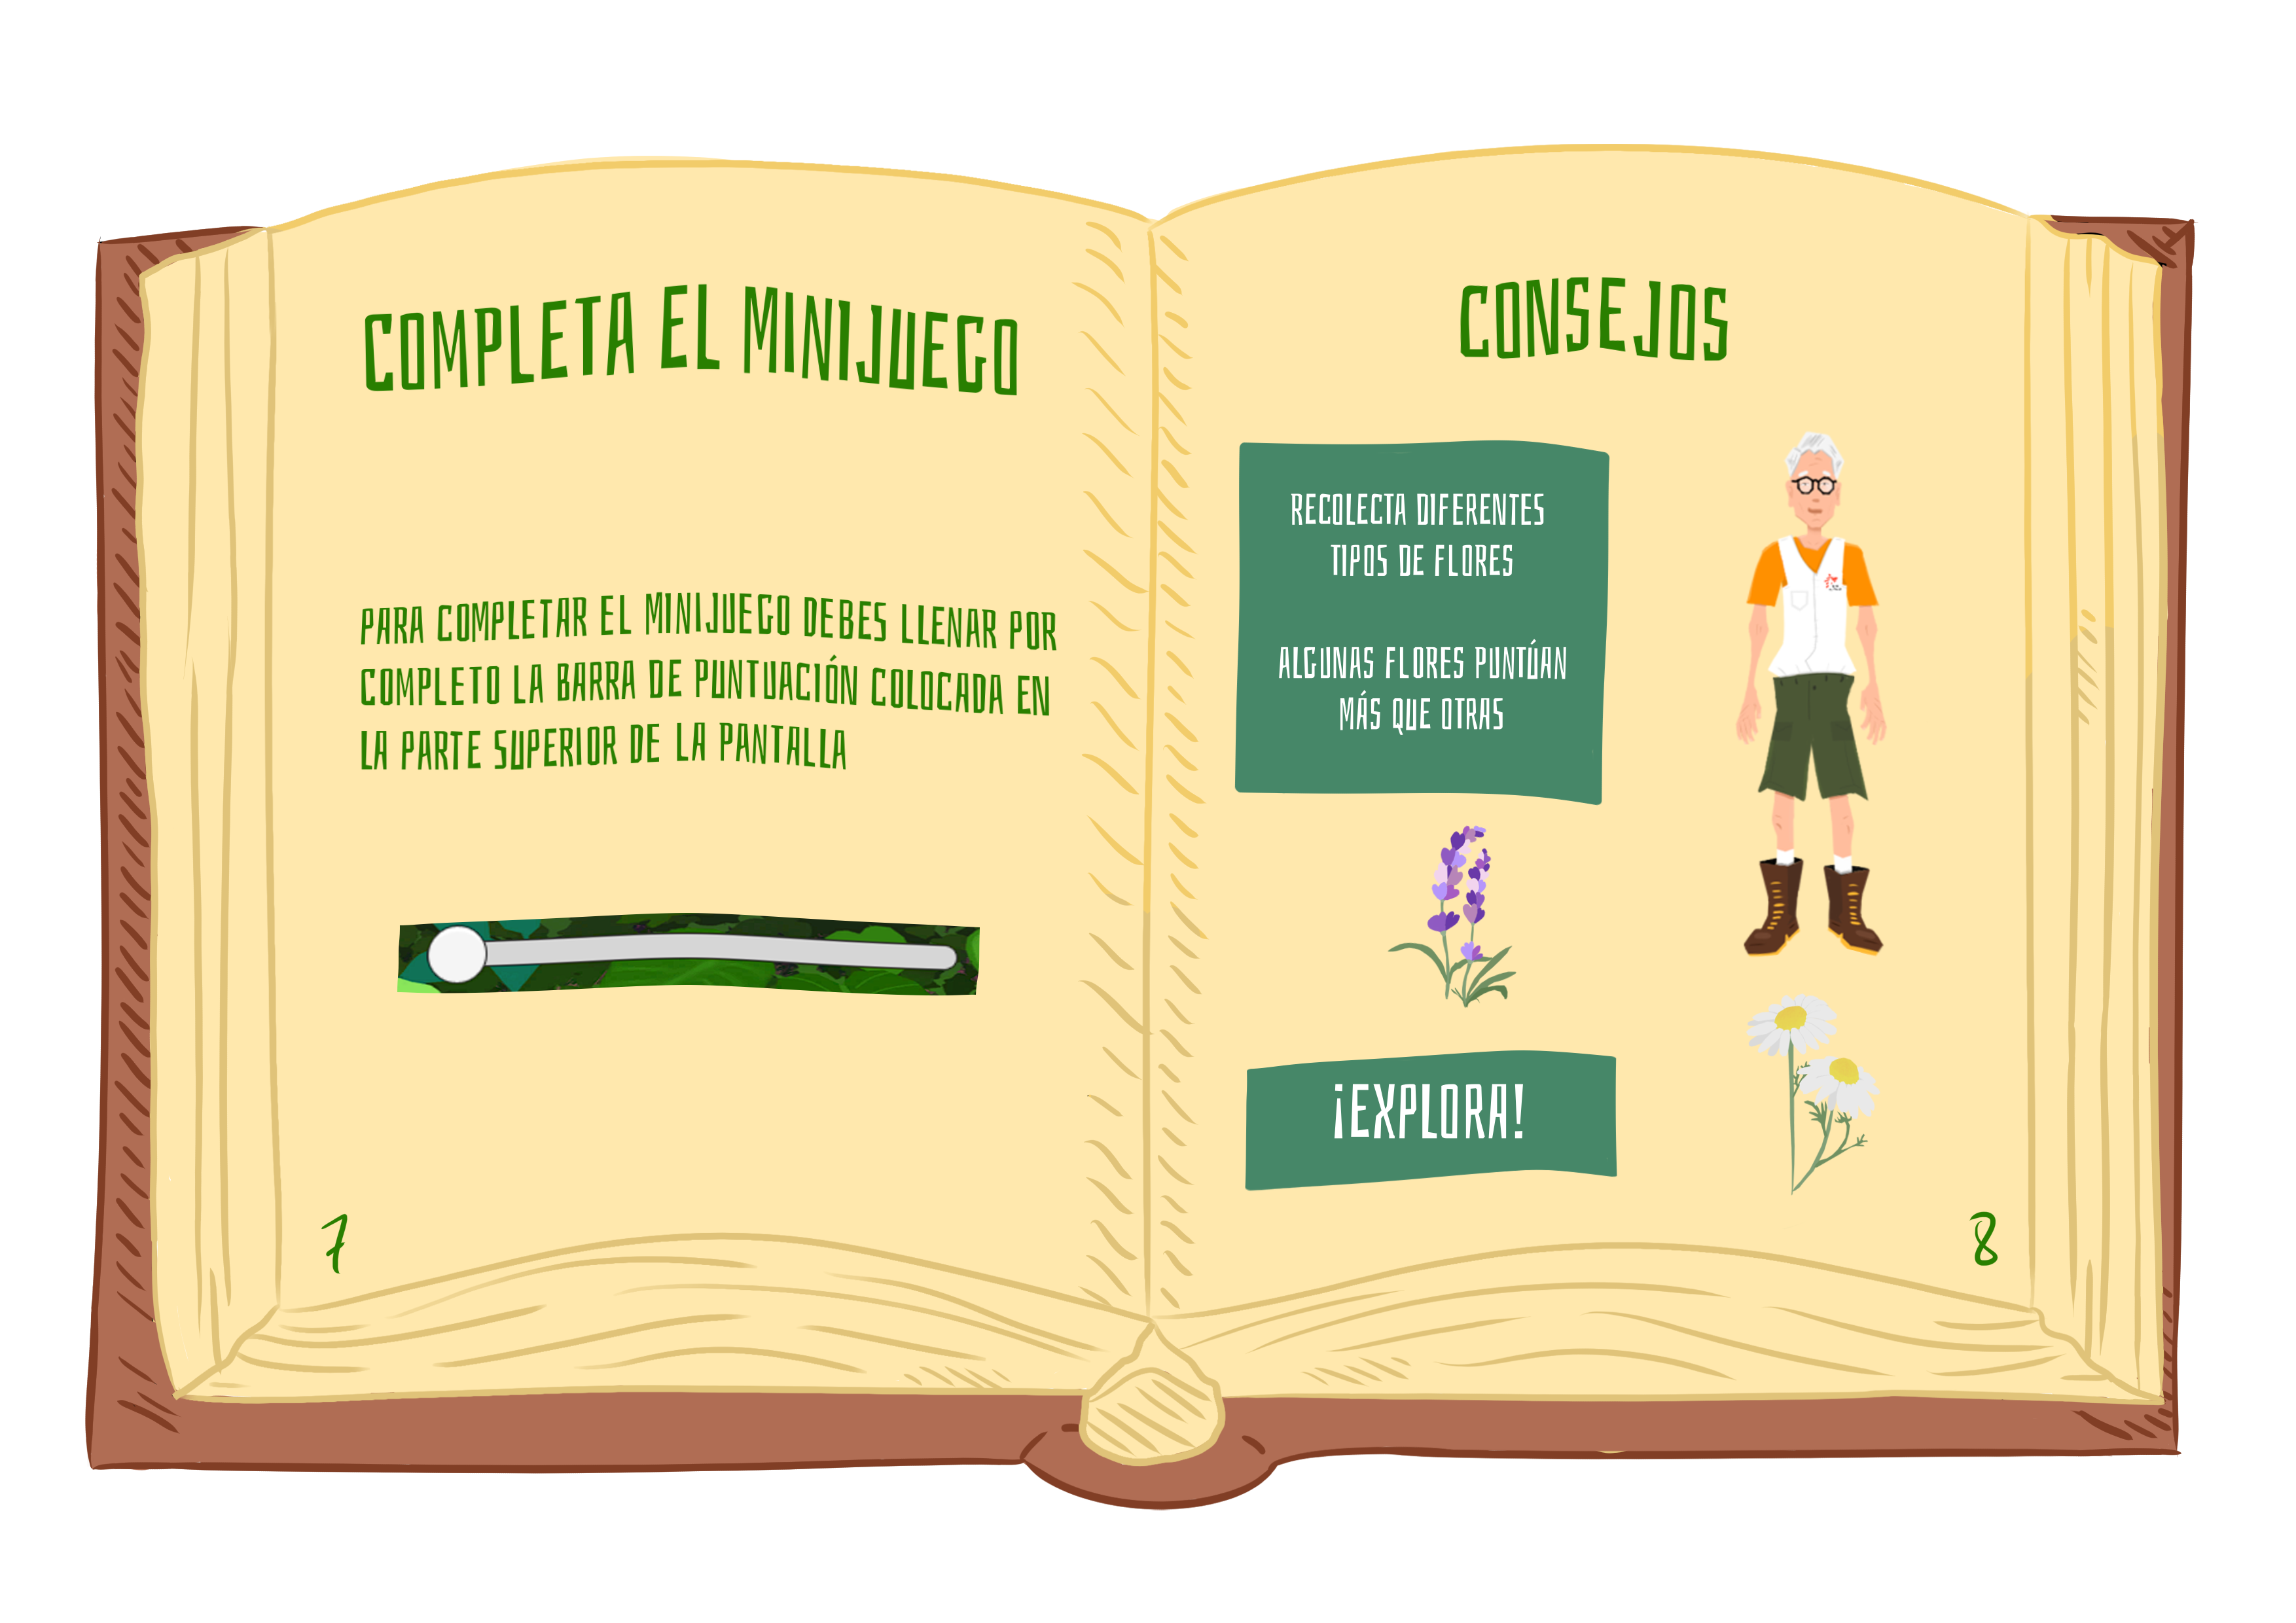 COMPLETA EL MINIJUEGO
PARA COMPLETAR EL MINIJUEGO DEBES LLENAR POR
COMPLETO LA BARRA DE PUNTUACIÓN COLOCADA EN
LA PARTE SUPERIOR DE LA PANTALLA
7
CONSEJOS
RECOLECTA DIFERENTES
TIPOS DE FLORES
ALGUNAS FLORES PUNTÚAN
MÁS QUE OTRAS
¡EXPLORA!
8